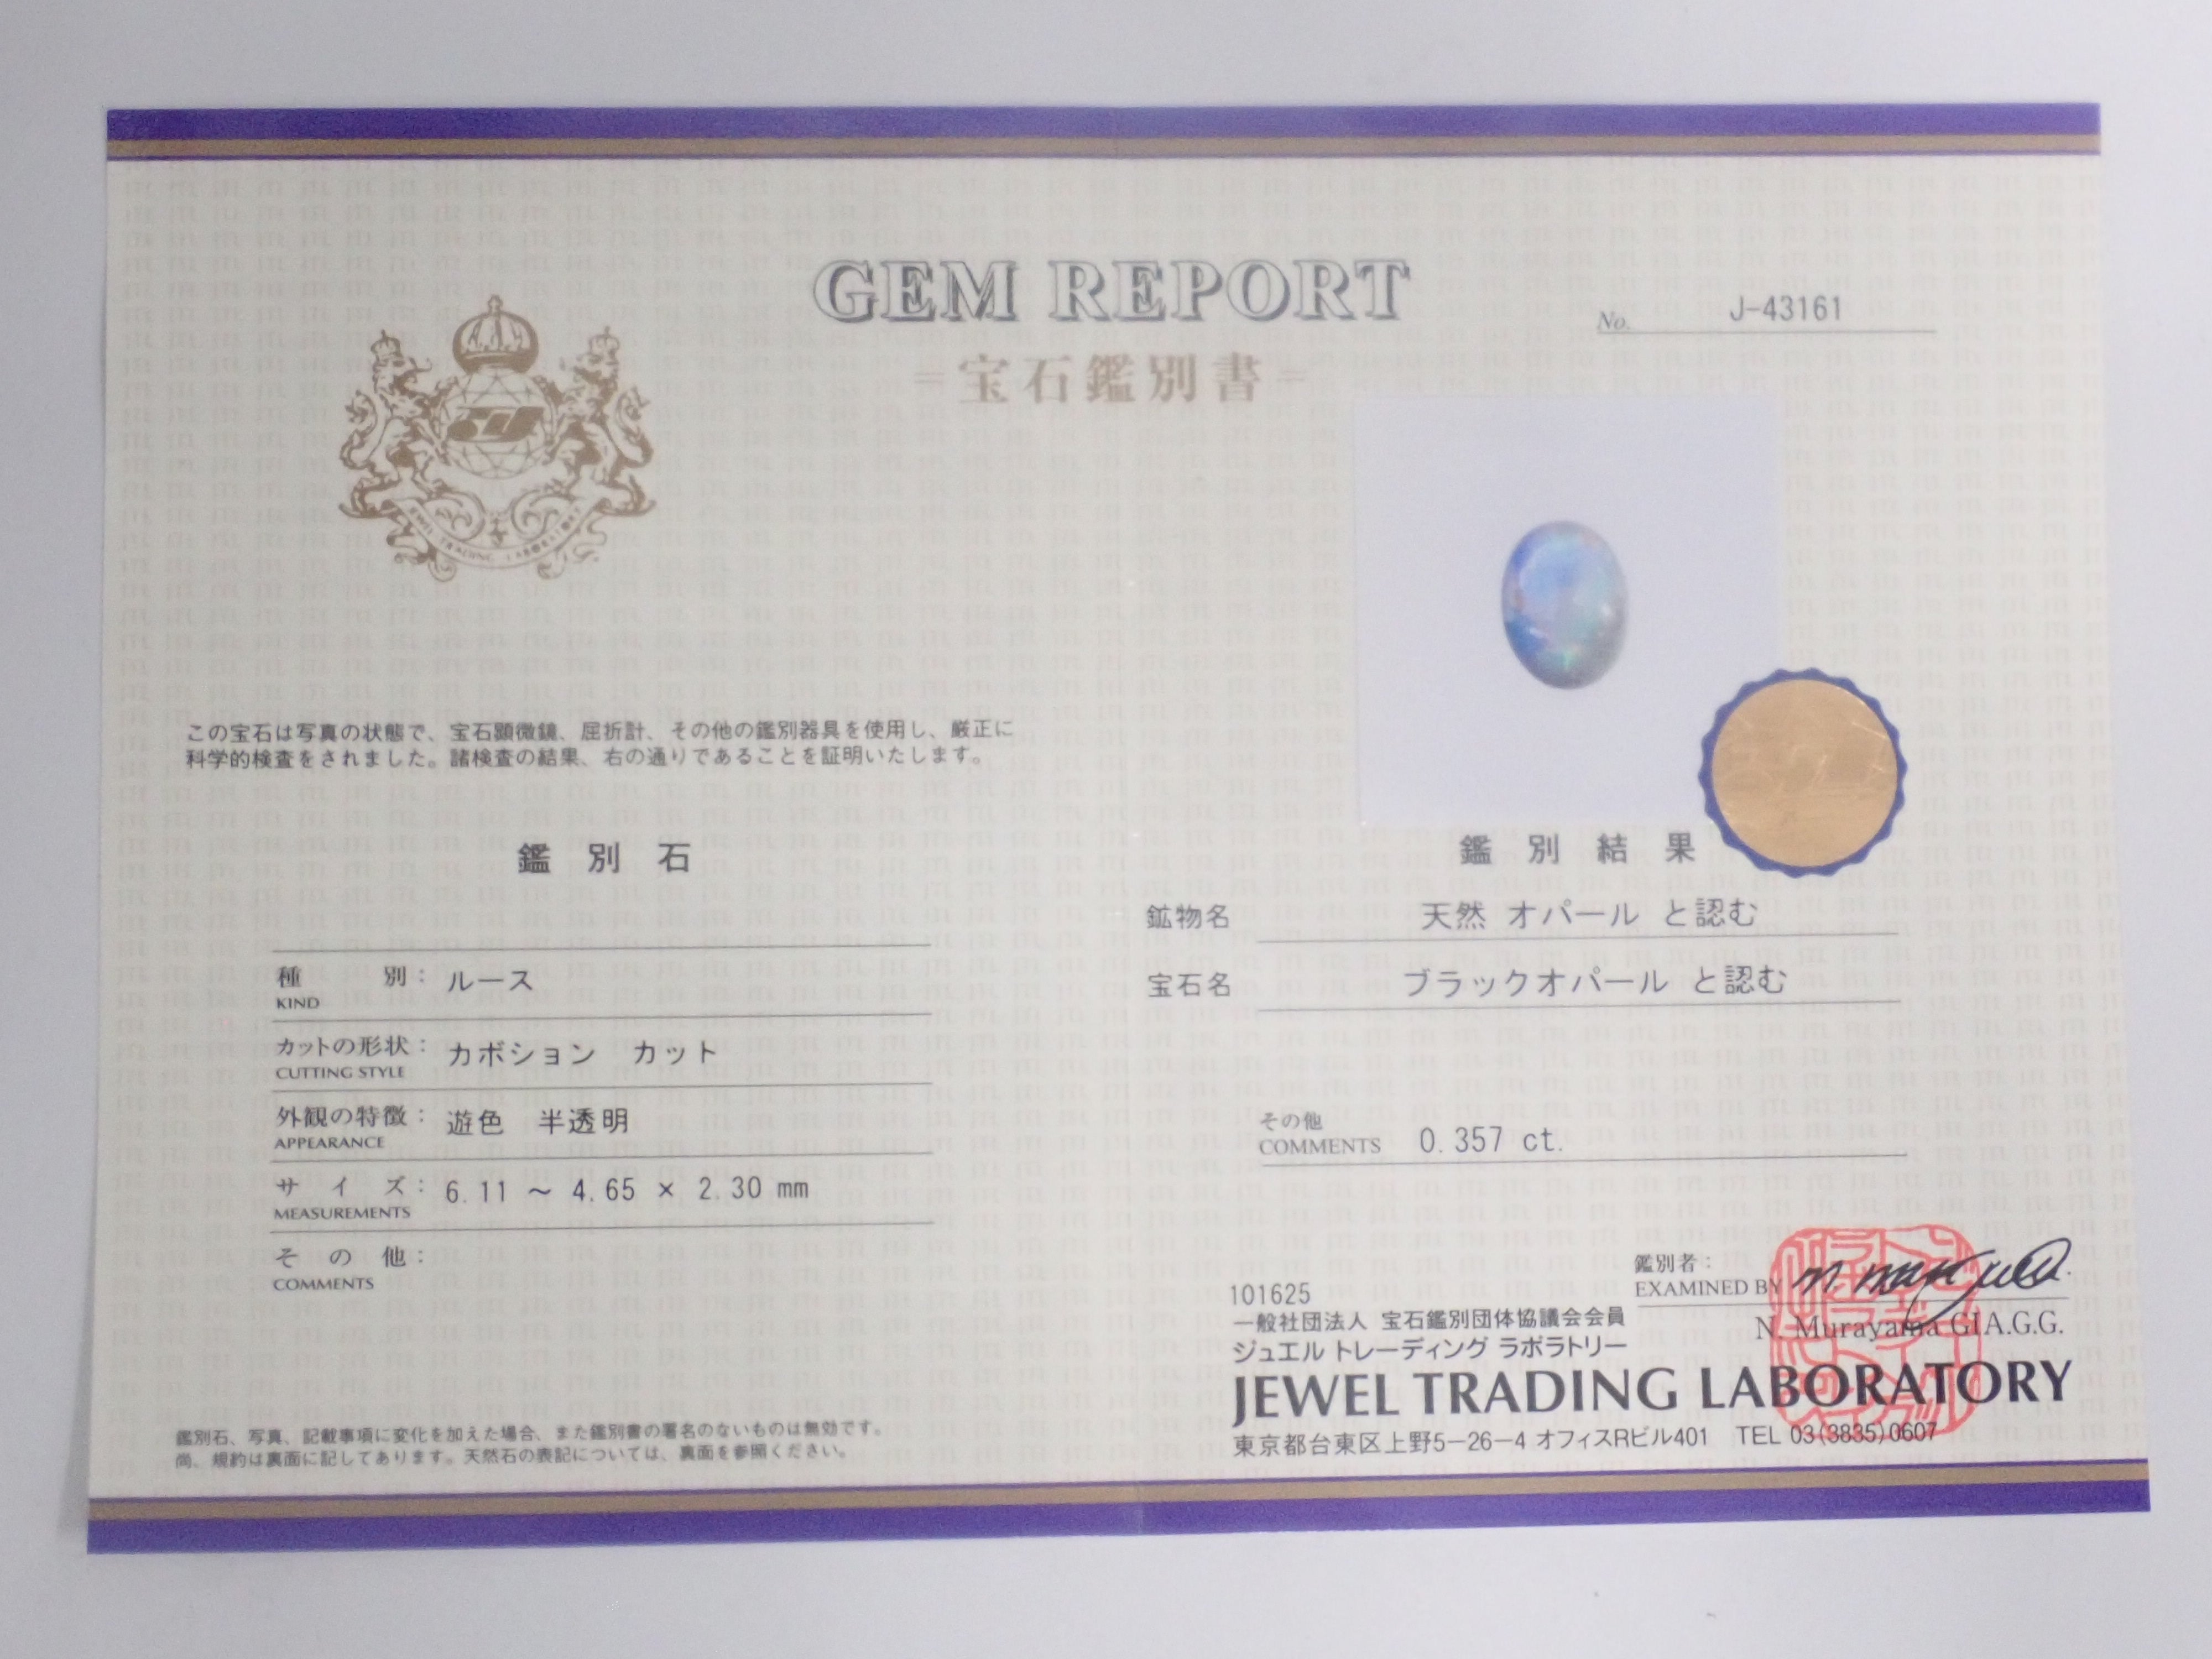 GEM REPORT
=宝石鑑別書=
No. J-43161
JEWEL TRADING LABORATORY
この宝石は写真の状態で、宝石顕微鏡、屈折計、その他の鑑別器具を使用し、厳正に
科学的検査をされました。諸検査の結果、右の通りであることを証明いたします。
鑑別石
種別: ルース
KIND
カットの形状: カボション カット
CUTTING STYLE
外観の特徴: 遊色 半透明
APPEARANCE
サイズ: 6.11 ～ 4.65 × 2.30 mm
MEASUREMENTS
その他:
COMMENTS
鑑別石、写真、記載事項に変化を加えた場合、また鑑別書の署名のないものは無効です。
尚、規約は裏面に記してあります。天然石の表記については、裏面を参照ください。
鑑別結果
鉱物名 天然 オパール と認む
宝石名 ブラックオパール と認む
その他
COMMENTS 0.357 ct.
鑑別者:
EXAMINED BY
N. Murayama GIA.G.G.
101625
一般社団法人 宝石鑑別団体協議会会員
ジュエル トレーディング ラボラトリー
JEWEL TRADING LABORATORY
東京都台東区上野5-26-4 オフィスRビル401 TEL 03(3835)0607